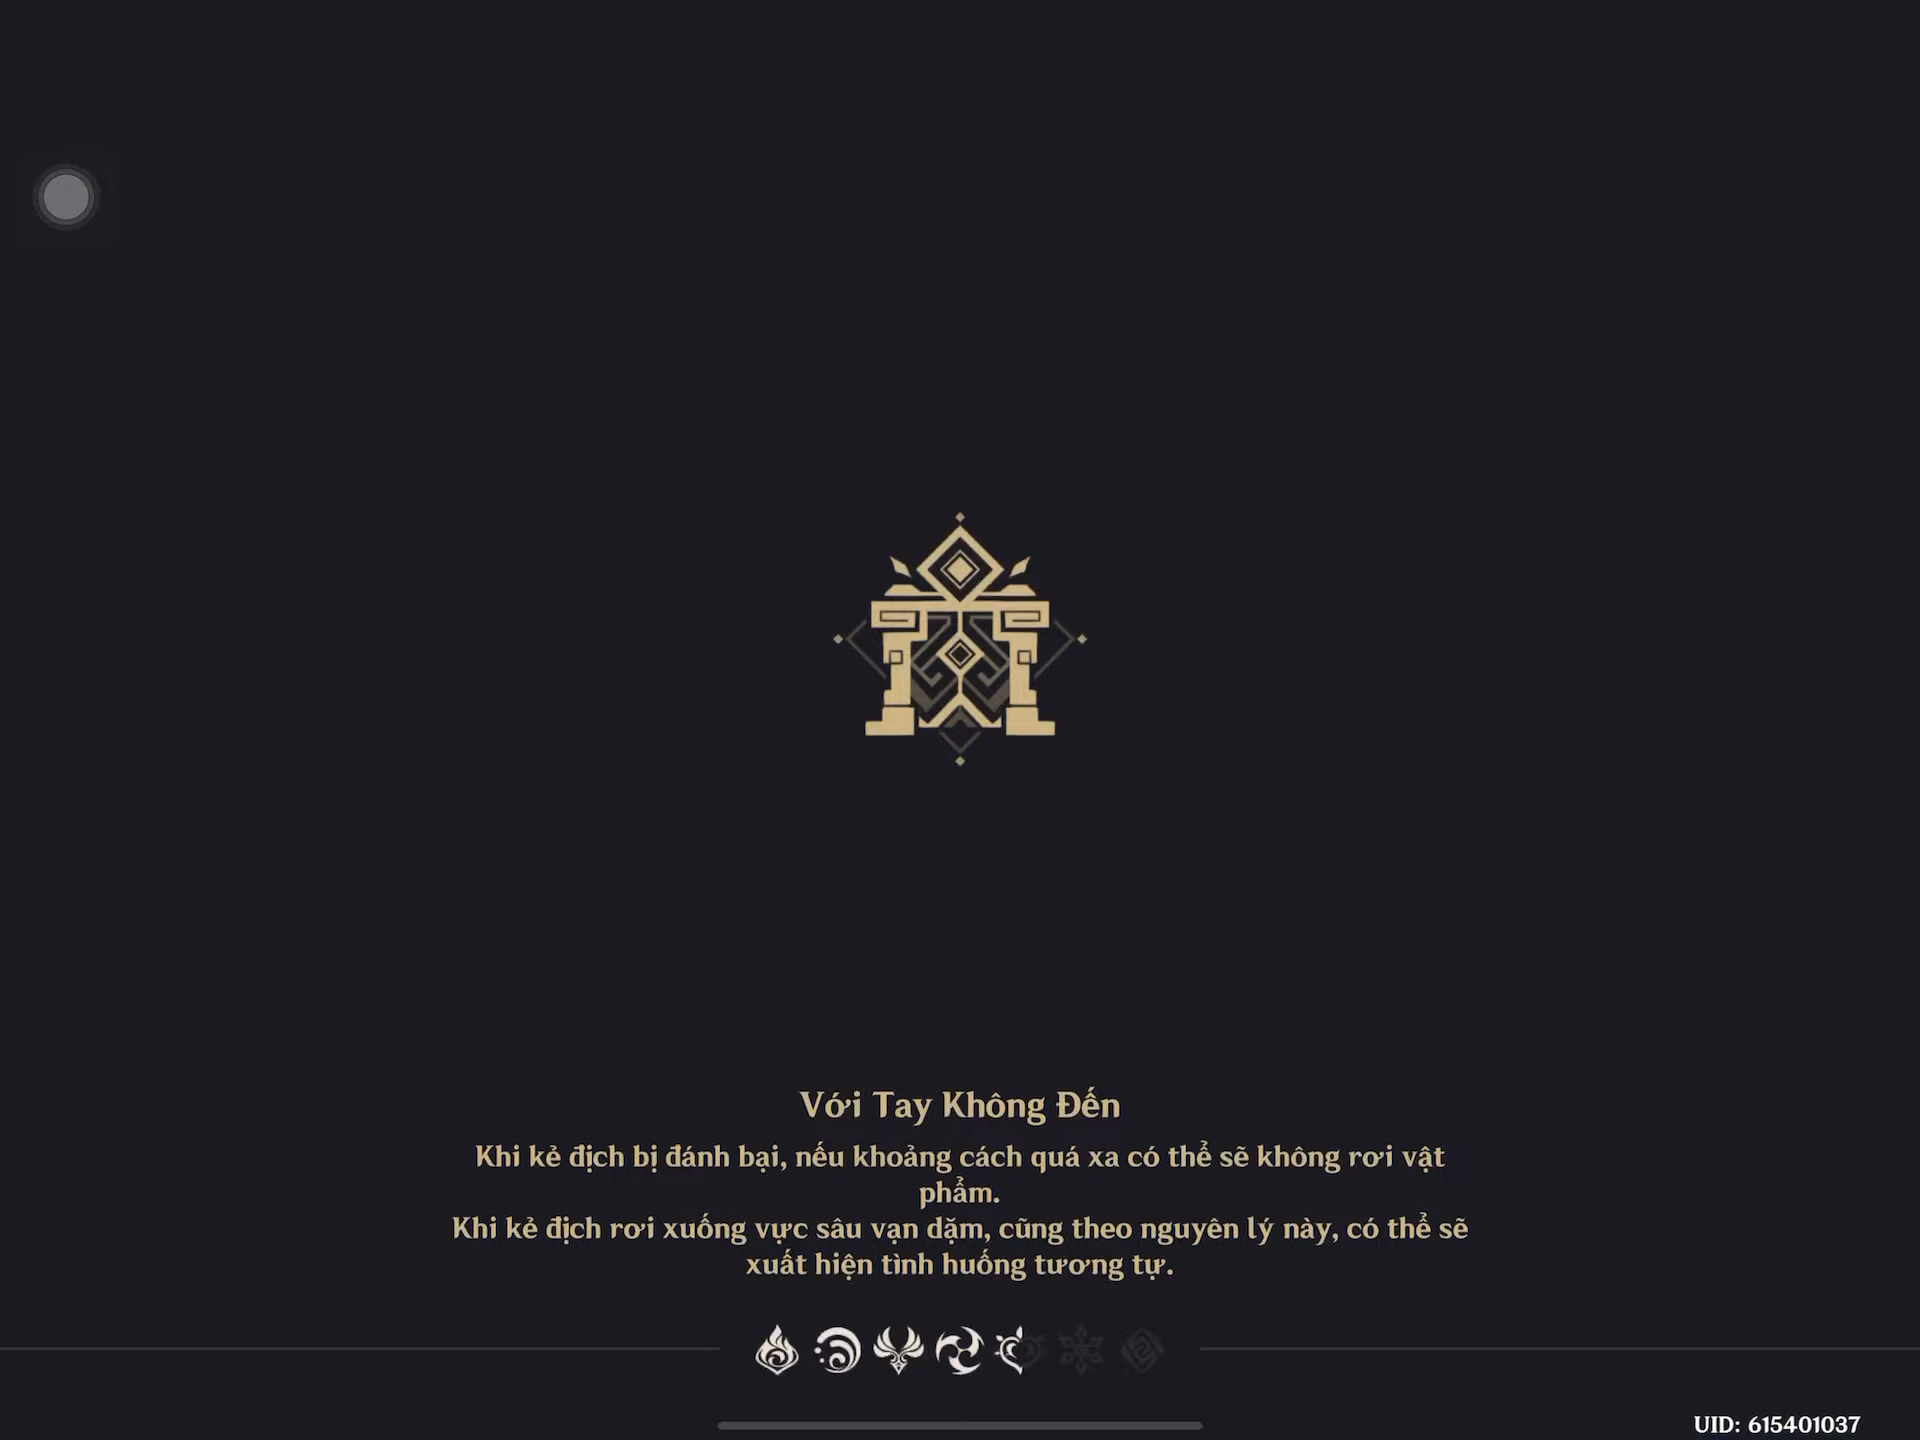 Với Tay Không Đến
Khi kẻ địch bị đánh bại, nếu khoảng cách quá xa có thể sẽ không rơi vật
phẩm.
Khi kẻ địch rơi xuống vực sâu vạn dặm, cũng theo nguyên lý này, có thể sẽ
xuất hiện tình huống tương tự.
UID: 615401037